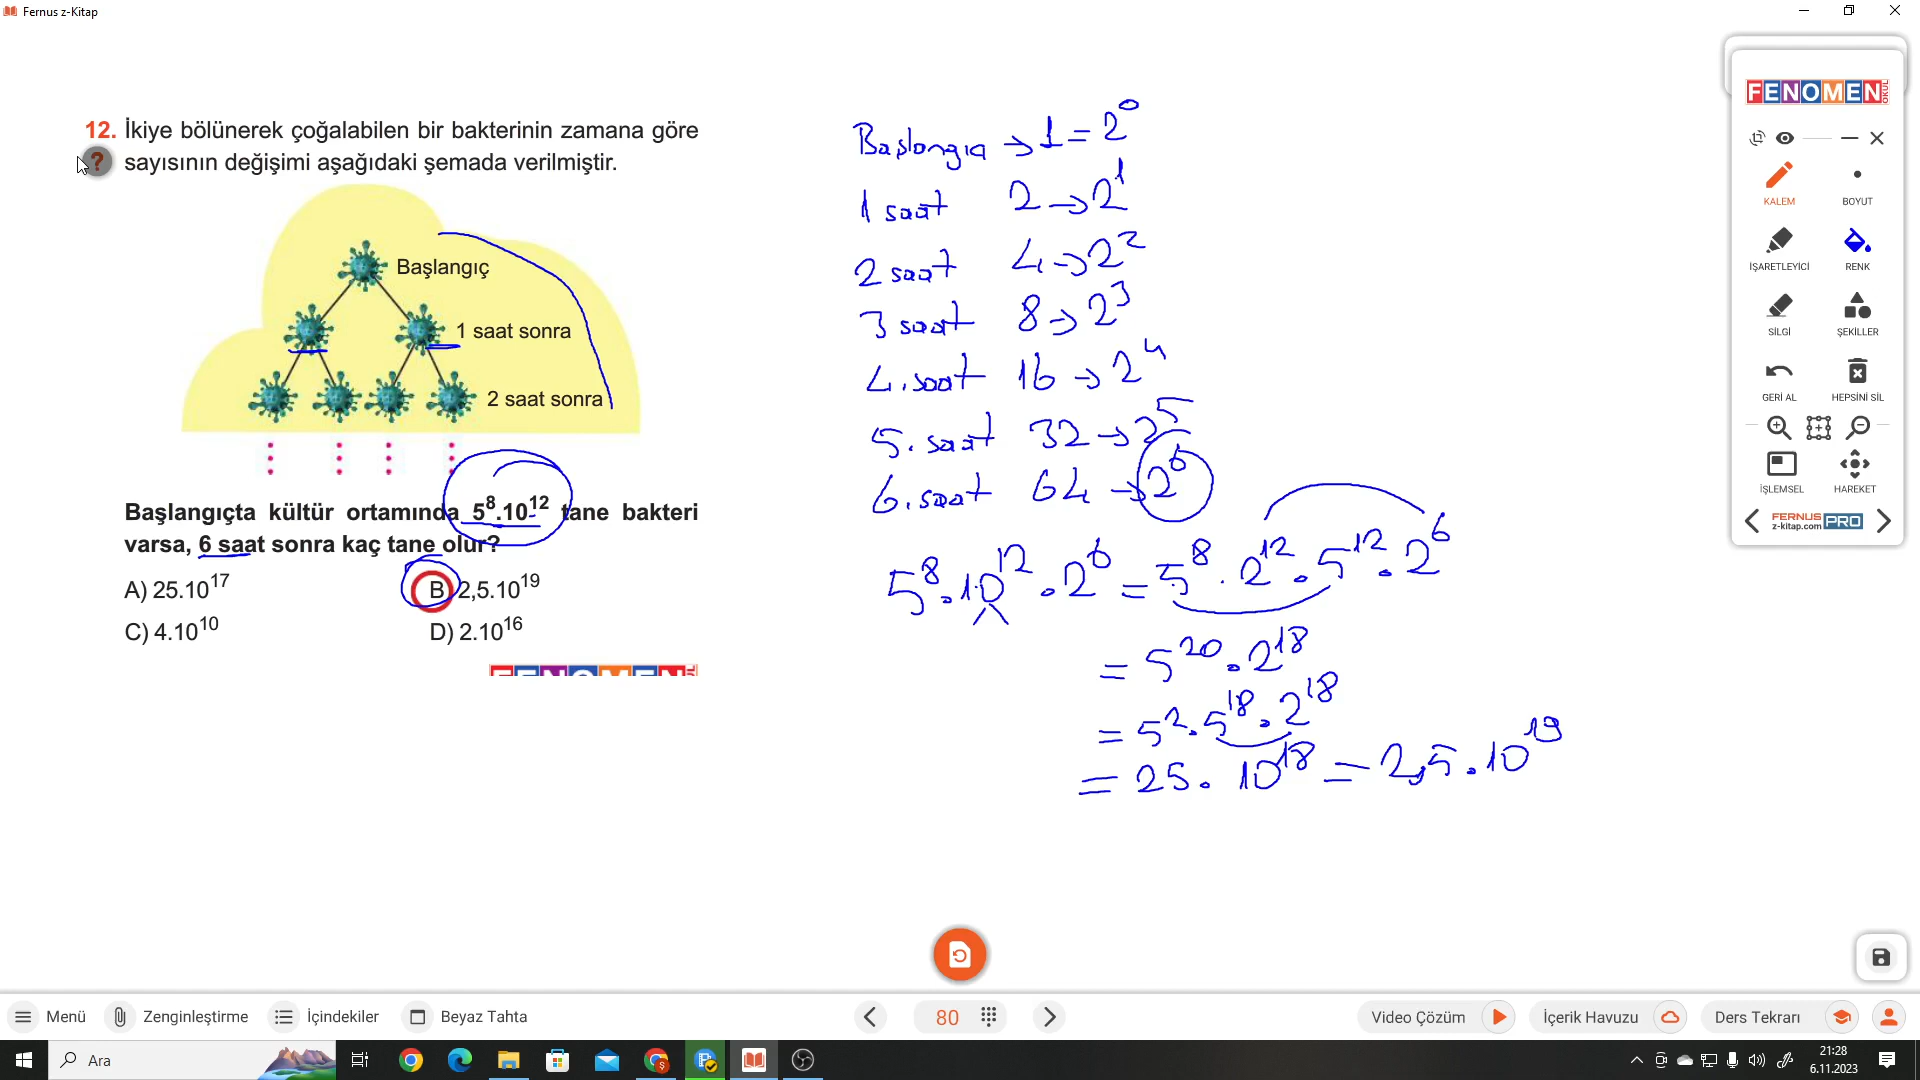 Fernus z-Kitap
12. İkiye bölünerek çoğalabilen bir bakterinin zamana göre
? sayısının değişimi aşağıdaki şemada verilmiştir.
Başlangıç
1 saat sonra
2 saat sonra
Başlangıçta kültür ortamında 5⁸.10¹² tane bakteri
varsa, 6 saat sonra kaç tane olur?
A) 25.10¹⁷ B) 2,5.10¹⁹
C) 4.10¹⁰ D) 2.10¹⁶
FENOMEN
Başlangıç → 1 = 2⁰
1 saat 2 → 2¹
2 saat 4 → 2²
3 saat 8 → 2³
4. saat 16 → 2⁴
5. saat 32 → 2⁵
6. saat 64 → 2⁶
5⁸.10¹².2⁶ = 5⁸.2¹².5¹².2⁶
= 5²⁰.2¹⁸
= 5².5¹⁸.2¹⁸
= 25.10¹⁸ = 2,5.10¹⁹
FENOMEN OKUL
KALEM BOYUT
İŞARETLEYİCİ RENK
SİLGİ ŞEKİLLER
GERİ AL HEPSİNİ SİL
İŞLEMSEL HAREKET
FERNUS z-kitap.com PRO
Menü Zenginleştirme İçindekiler Beyaz Tahta 80 Video Çözüm İçerik Havuzu Ders Tekrarı
Ara
21:28
6.11.2023